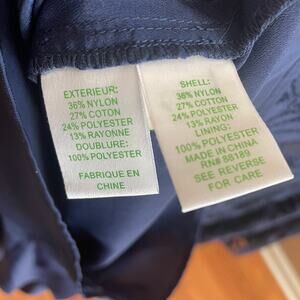 EXTERIEUR:
36% NYLON
27% COTON
24% POLYESTER
13% RAYONNE
DOUBLURE:
100% POLYESTER
FABRIQUE EN
CHINE
SHELL:
36% NYLON
27% COTTON
24% POLYESTER
13% RAYON
LINING:
100% POLYESTER
MADE IN CHINA
RN# 88189
SEE REVERSE
FOR CARE